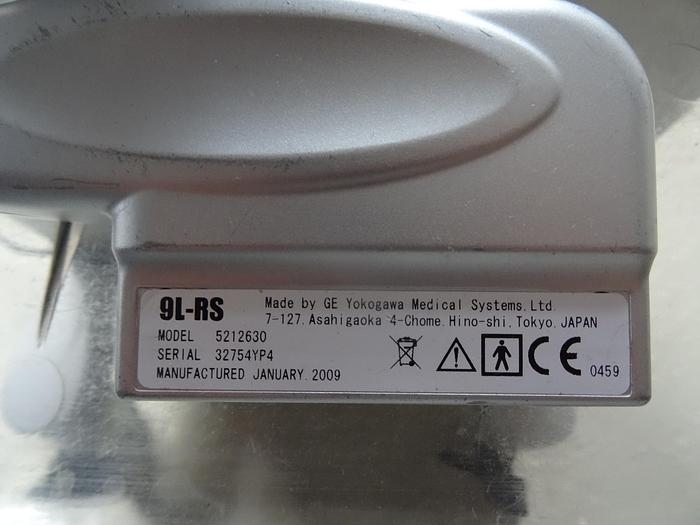 9L-RS
Made by GE Yokogawa Medical Systems, Ltd.
7-127, Asahigaoka 4-Chome, Hino-shi, Tokyo, JAPAN
MODEL 5212630
SERIAL 32754YP4
MANUFACTURED JANUARY, 2009
CE 0459